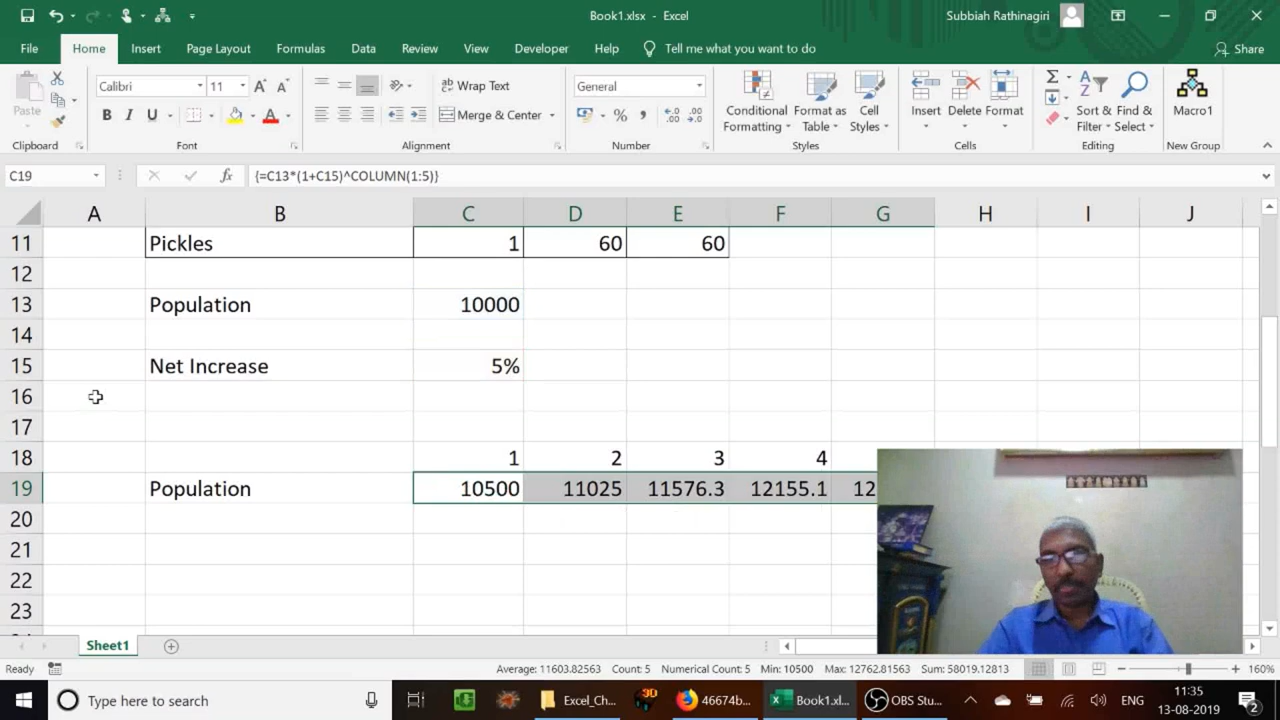 Book1.xlsx - Excel
Subbiah Rathinagiri
File Home Insert Page Layout Formulas Data Review View Developer Help Tell me what you want to do Share
Paste
Calibri 11
B I U
Wrap Text
Merge & Center
General
Conditional Formatting
Format as Table
Cell Styles
Insert Delete Format
Sort & Filter
Find & Select
Macro1
Clipboard Font Alignment Number Styles Cells Editing New Group
C19 fx {=C13*(1+C15)^COLUMN(1:5)}
A B C D E F G H I J
11 Pickles 1 60 60
12
13 Population 10000
14
15 Net Increase 5%
16
17
18 1 2 3 4
19 Population 10500 11025 11576.3 12155.1 12
20
21
22
23
Sheet1
Ready Average: 11603.82563 Count: 5 Numerical Count: 5 Min: 10500 Max: 12762.81563 Sum: 58019.12813 160%
Type here to search Excel_Ch... 46674b... Book1.xl... OBS Stu... ENG 11:35
13-08-2019 2